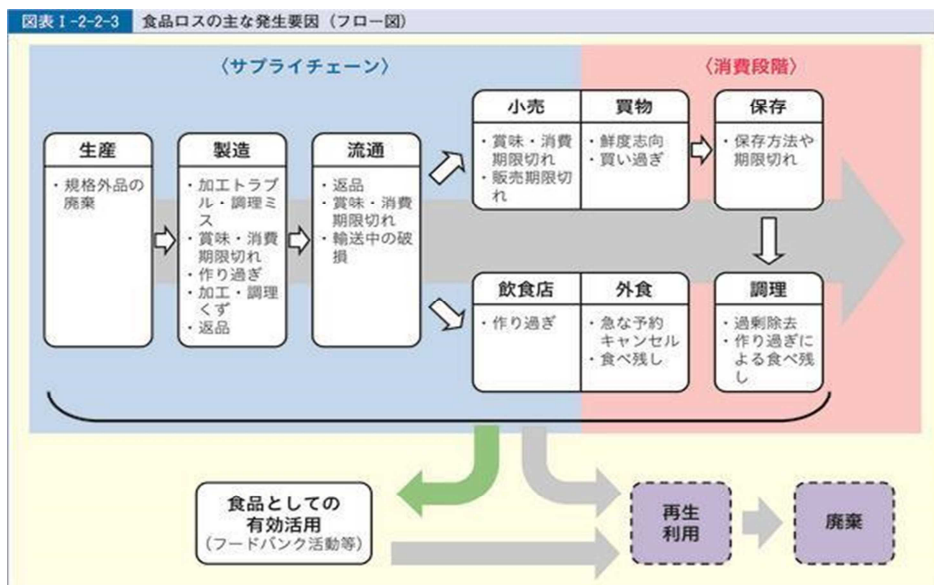 図表Ⅰ-2-2-3 食品ロスの主な発生要因（フロー図）
〈サプライチェーン〉
〈消費段階〉
生産
・規格外品の
廃棄
製造
・加工トラブ
ル・調理ミ
ス
・賞味・消費
期限切れ
・作り過ぎ
・加工・調理
くず
・返品
流通
・返品
・賞味・消費
期限切れ
・輸送中の破
損
小売
・賞味・消費
期限切れ
・販売期限切
れ
買物
・鮮度志向
・買い過ぎ
保存
・保存方法や
期限切れ
飲食店
・作り過ぎ
外食
・急な予約
キャンセル
・食べ残し
調理
・過剰除去
・作り過ぎに
よる食べ残
し
食品としての
有効活用
（フードバンク活動等）
再生
利用
廃棄